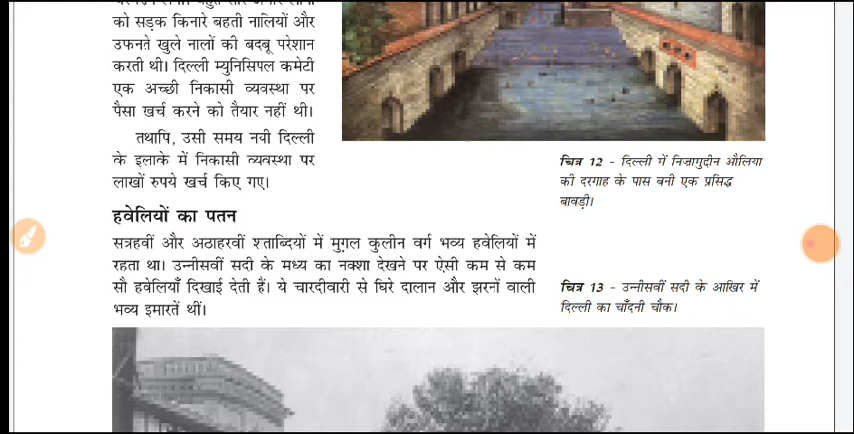 को सड़क किनारे बहती नालियों और
उफनते खुले नालों की बदबू परेशान
करती थी। दिल्ली म्युनिसिपल कमेटी
एक अच्छी निकासी व्यवस्था पर
पैसा खर्च करने को तैयार नहीं थी।
तथापि, उसी समय नयी दिल्ली
के इलाके में निकासी व्यवस्था पर
लाखों रुपये खर्च किए गए।
चित्र 12 - दिल्ली में निज़ामुद्दीन औलिया
की दरगाह के पास बनी एक प्रसिद्ध
बावड़ी।
हवेलियों का पतन
सत्रहवीं और अठाहरवीं शताब्दियों में मुग़ल कुलीन वर्ग भव्य हवेलियों में
रहता था। उन्नीसवीं सदी के मध्य का नक्शा देखने पर ऐसी कम से कम
सौ हवेलियाँ दिखाई देती हैं। ये चारदीवारी से घिरे दालान और झरनों वाली
भव्य इमारतें थीं।
चित्र 13 - उन्नीसवीं सदी के आखिर में
दिल्ली का चाँदनी चौक।